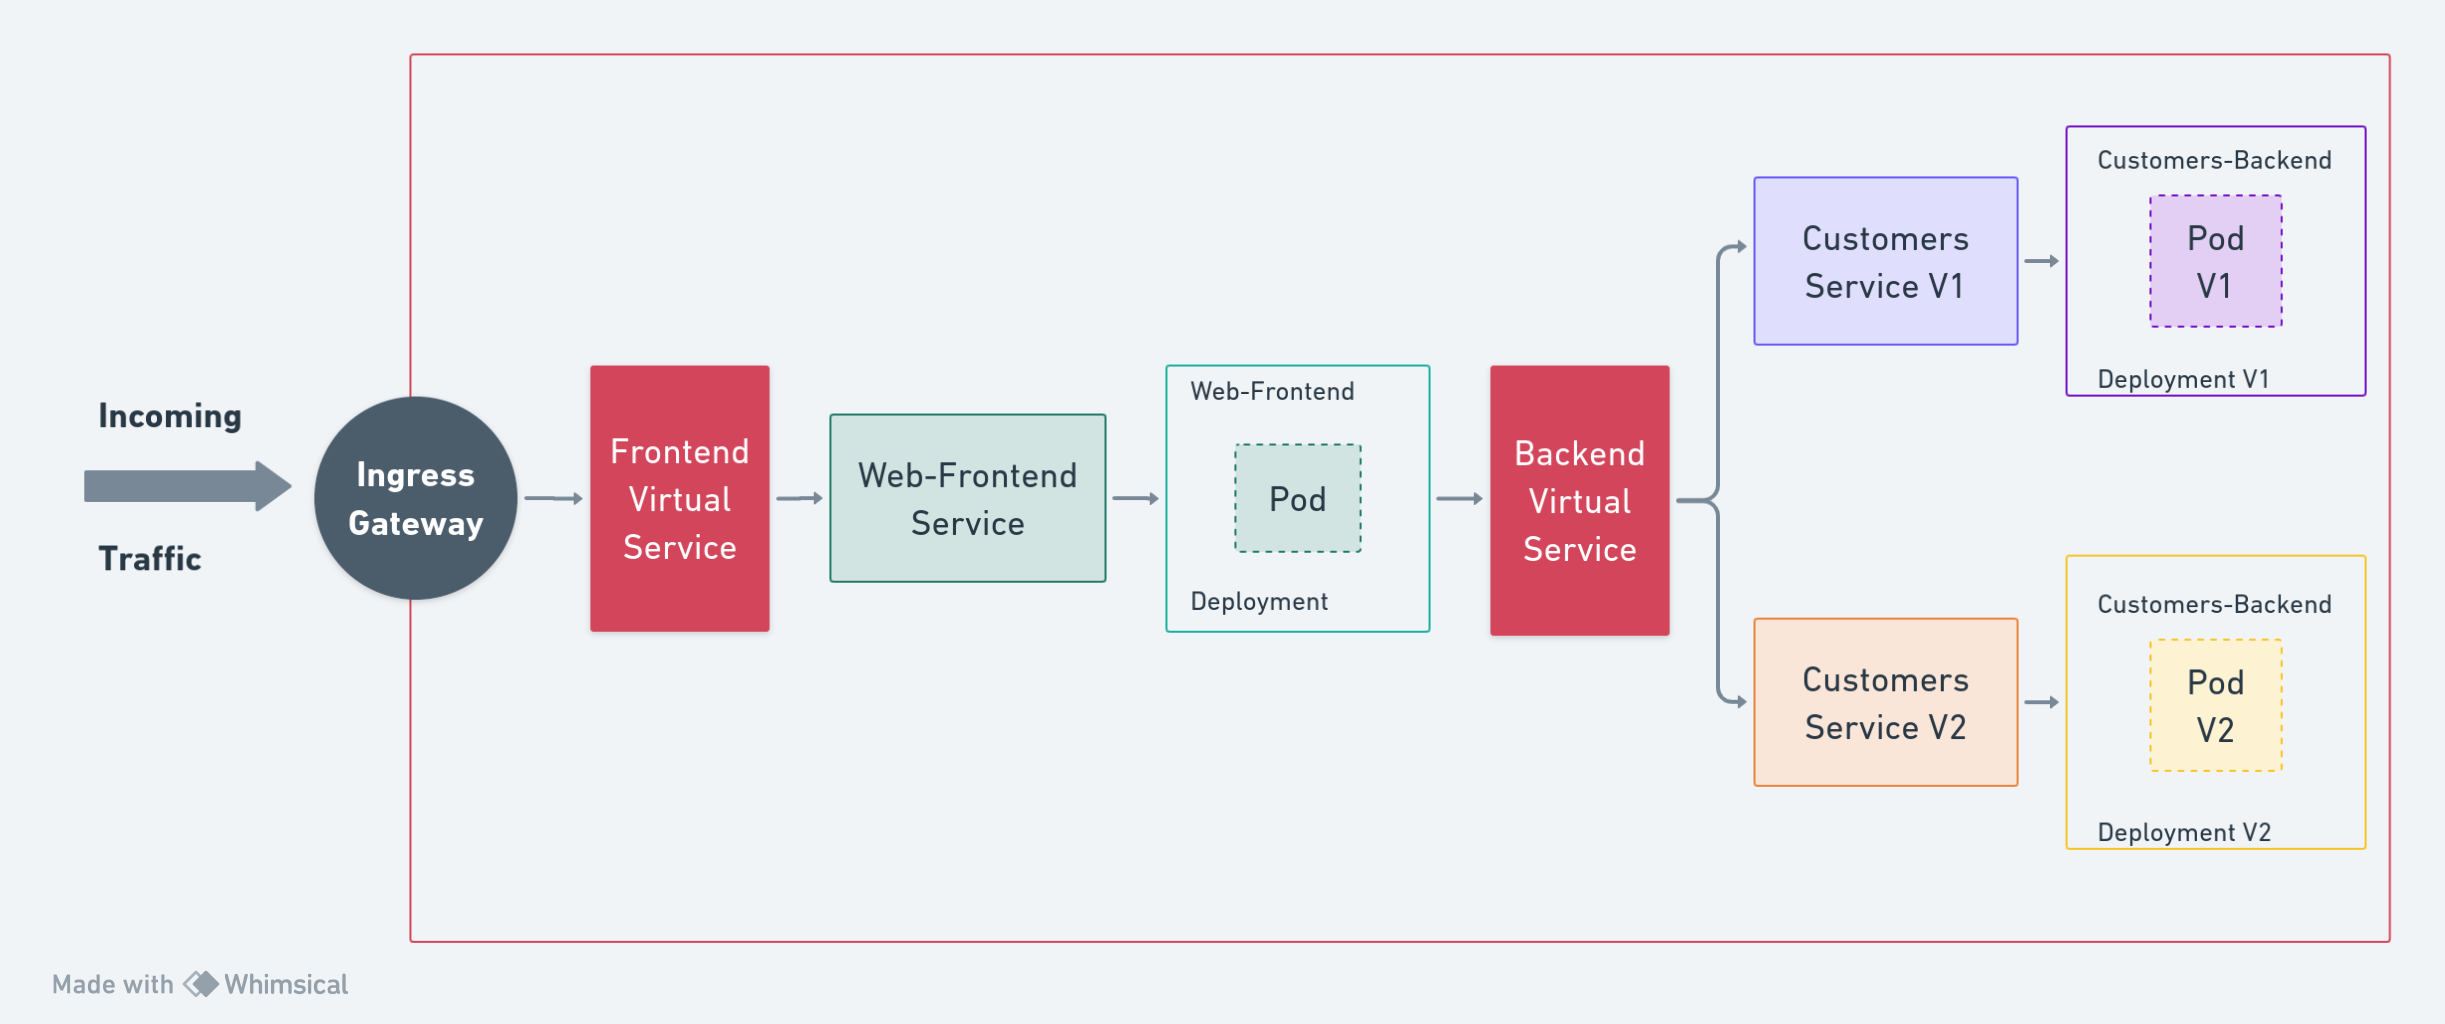 Incoming
Traffic
Ingress
Gateway
Frontend
Virtual
Service
Web-Frontend
Service
Web-Frontend
Pod
Deployment
Backend
Virtual
Service
Customers
Service V1
Customers-Backend
Pod
V1
Deployment V1
Customers
Service V2
Customers-Backend
Pod
V2
Deployment V2
Made with Whimsical